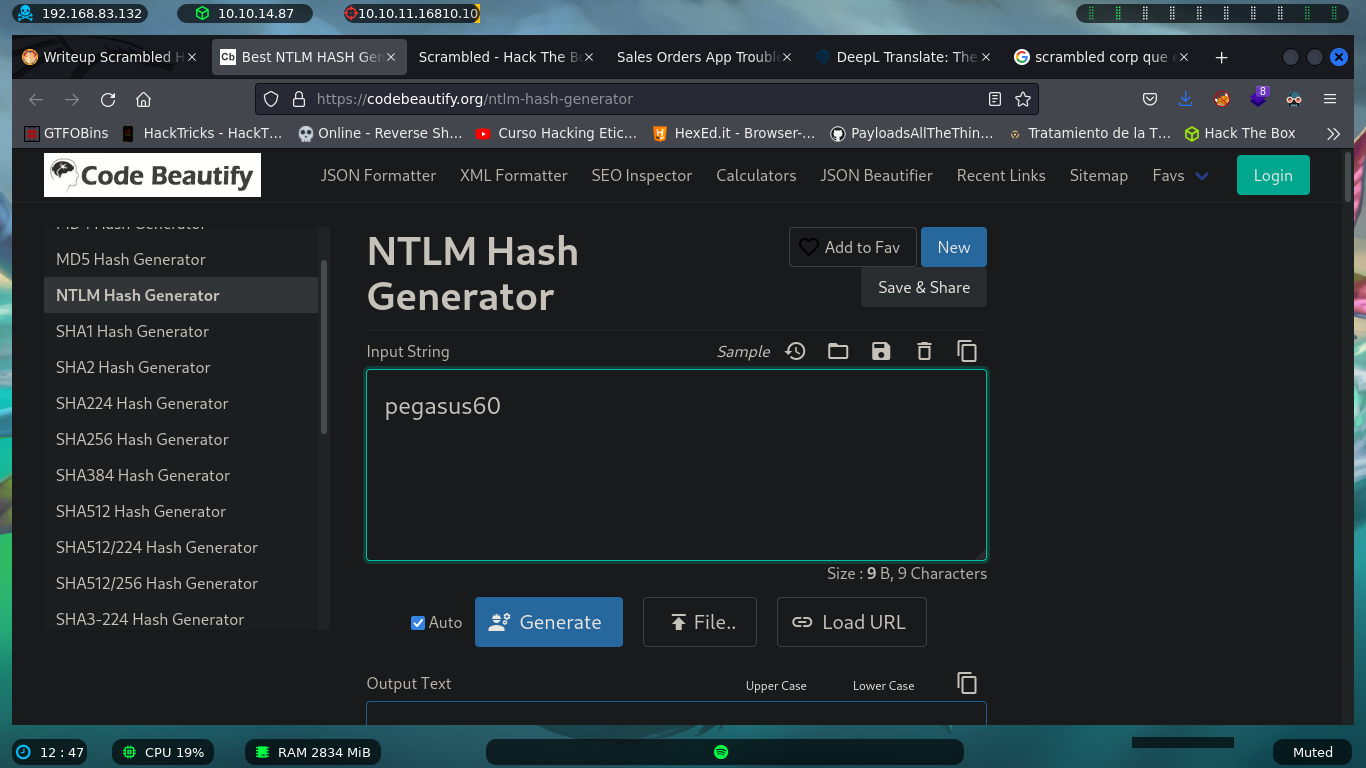 192.168.83.132
10.10.14.87
10.10.11.16810.10
Writeup Scrambled H
Best NTLM HASH Gen
Scrambled - Hack The Bo
Sales Orders App Trouble
DeepL Translate: The
scrambled corp que e
https://codebeautify.org/ntlm-hash-generator
8
GTFOBins
HackTricks - HackT...
Online - Reverse Sh...
Curso Hacking Etic...
HexEd.it - Browser-...
PayloadsAllTheThin...
Tratamiento de la T...
Hack The Box
Code Beautify
JSON Formatter
XML Formatter
SEO Inspector
Calculators
JSON Beautifier
Recent Links
Sitemap
Favs
Login
MD4 Hash Generator
MD5 Hash Generator
NTLM Hash Generator
SHA1 Hash Generator
SHA2 Hash Generator
SHA224 Hash Generator
SHA256 Hash Generator
SHA384 Hash Generator
SHA512 Hash Generator
SHA512/224 Hash Generator
SHA512/256 Hash Generator
SHA3-224 Hash Generator
NTLM Hash
Generator
Add to Fav
New
Save & Share
Input String
Sample
pegasus60
Size : 9 B, 9 Characters
Auto
Generate
File..
Load URL
Output Text
Upper Case
Lower Case
12 : 47
CPU 19%
RAM 2834 MiB
Muted